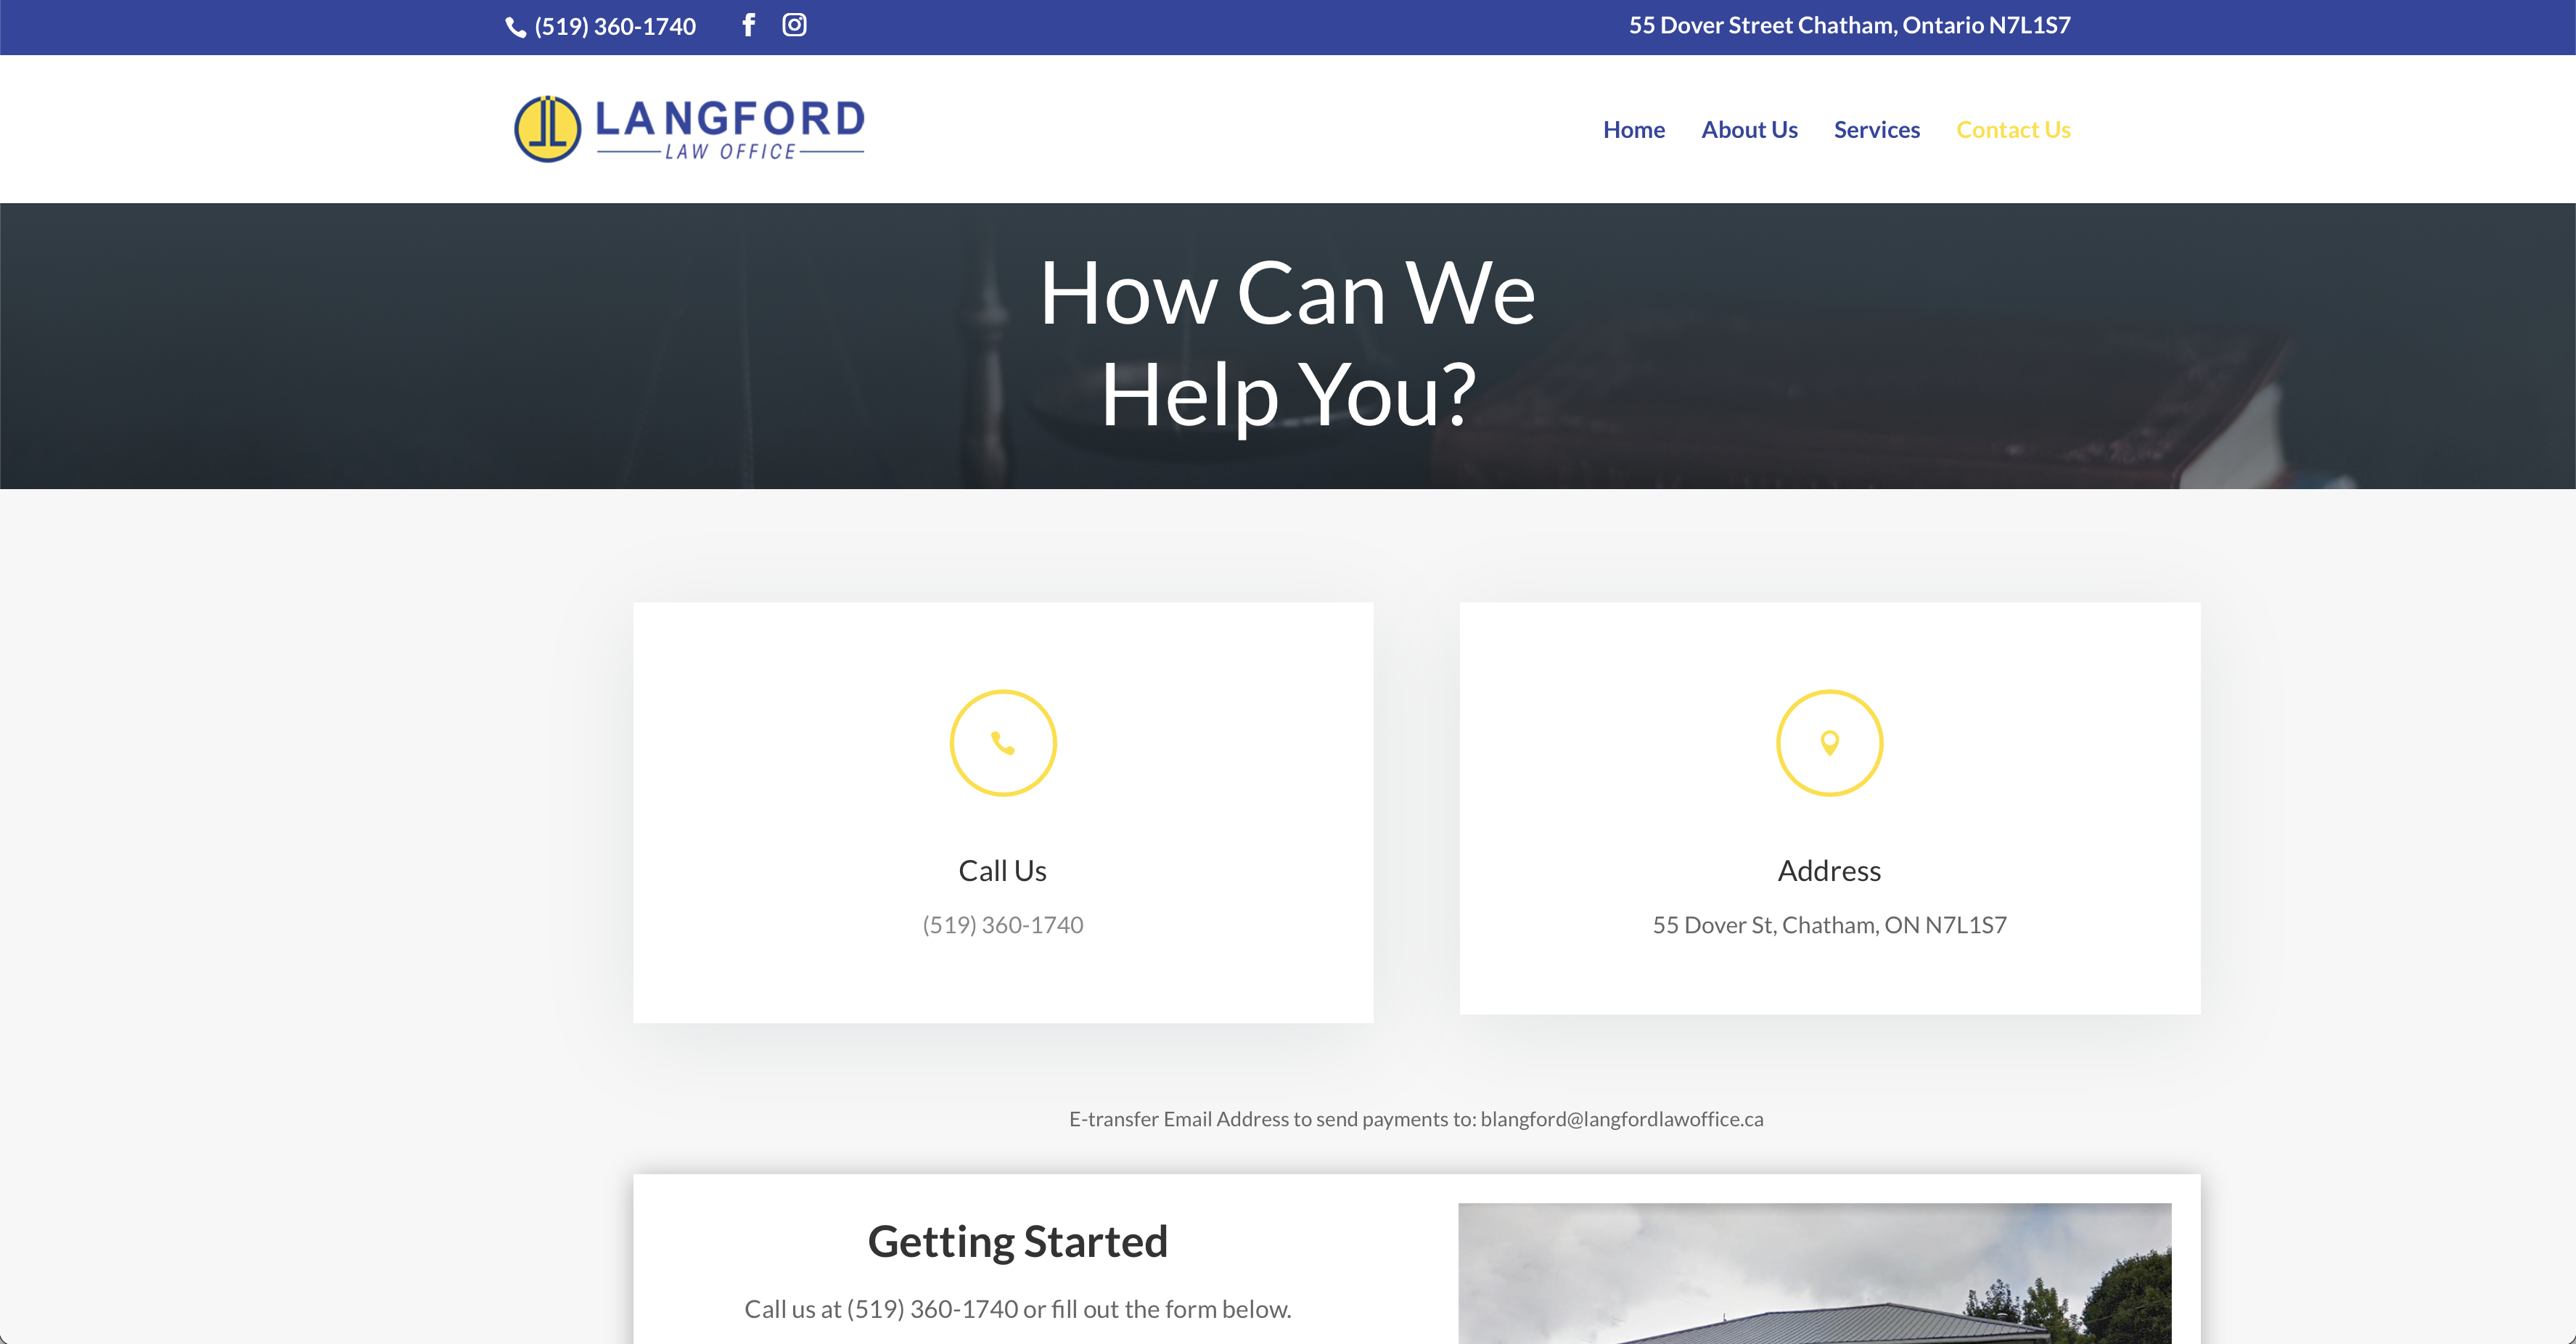 (519) 360-1740
55 Dover Street Chatham, Ontario N7L1S7
LANGFORD
LAW OFFICE
Home About Us Services Contact Us
How Can We
Help You?
Call Us
(519) 360-1740
Address
55 Dover St, Chatham, ON N7L1S7
E-transfer Email Address to send payments to: blangford@langfordlawoffice.ca
Getting Started
Call us at (519) 360-1740 or fill out the form below.